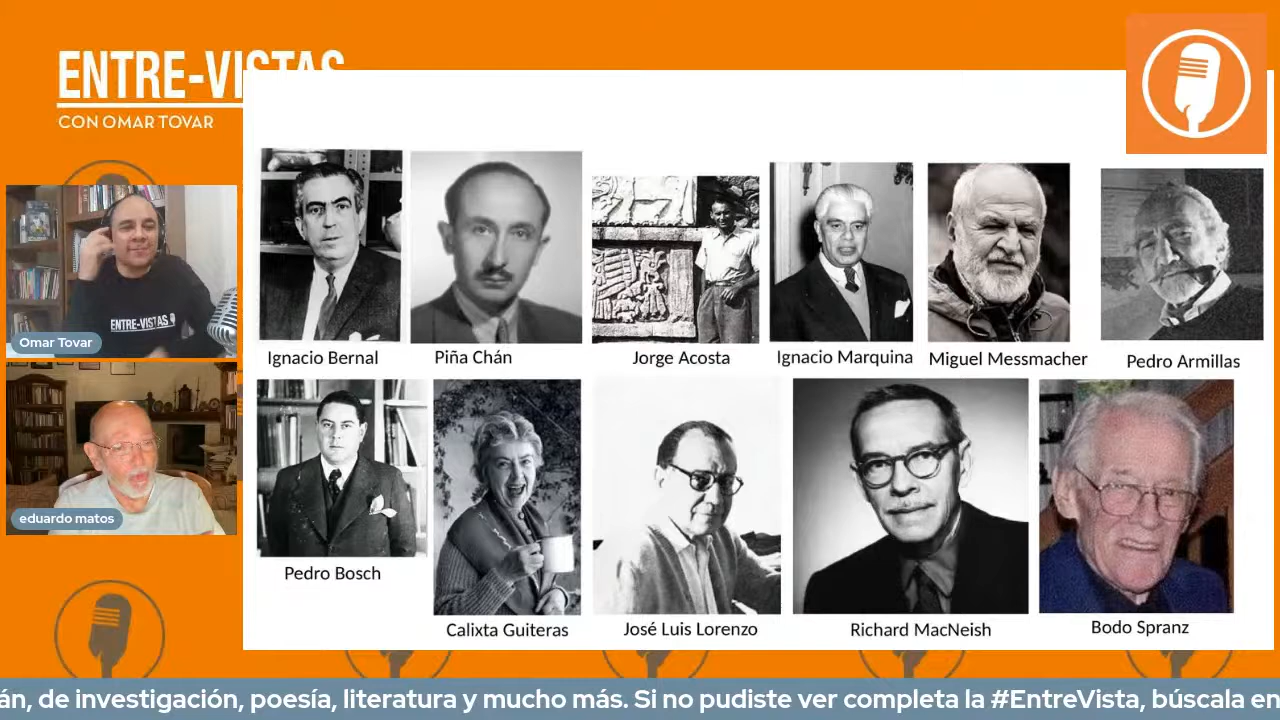 ENTRE-VISTAS
CON OMAR TOVAR
ENTRE-VISTAS
Omar Tovar
eduardo matos
Ignacio Bernal
Piña Chán
Jorge Acosta
Ignacio Marquina
Miguel Messmacher
Pedro Armillas
Pedro Bosch
Calixta Guiteras
José Luis Lorenzo
Richard MacNeish
Bodo Spranz
án, de investigación, poesía, literatura y mucho más. Si no pudiste ver completa la #EntreVista, búscala en